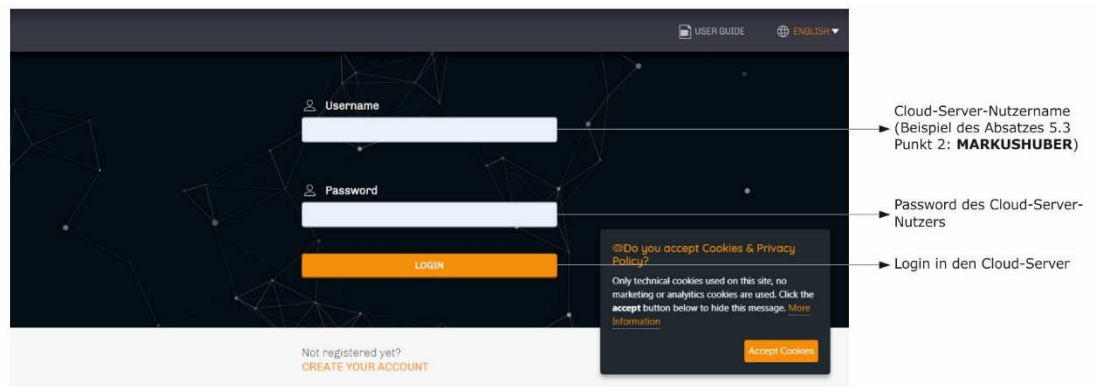 USER GUIDE
ENGLISH
Username
Cloud-Server-Nutzername
(Beispiel des Absatzes 5.3
Punkt 2: MARKUSHUBER)
Password
Password des Cloud-Server-
Nutzers
LOGIN
Login in den Cloud-Server
Do you accept Cookies & Privacy
Policy?
Only technical cookies used on this site, no
marketing or analyitics cookies are used. Click the
accept button below to hide this message. More
Information
Accept Cookies
Not registered yet?
CREATE YOUR ACCOUNT